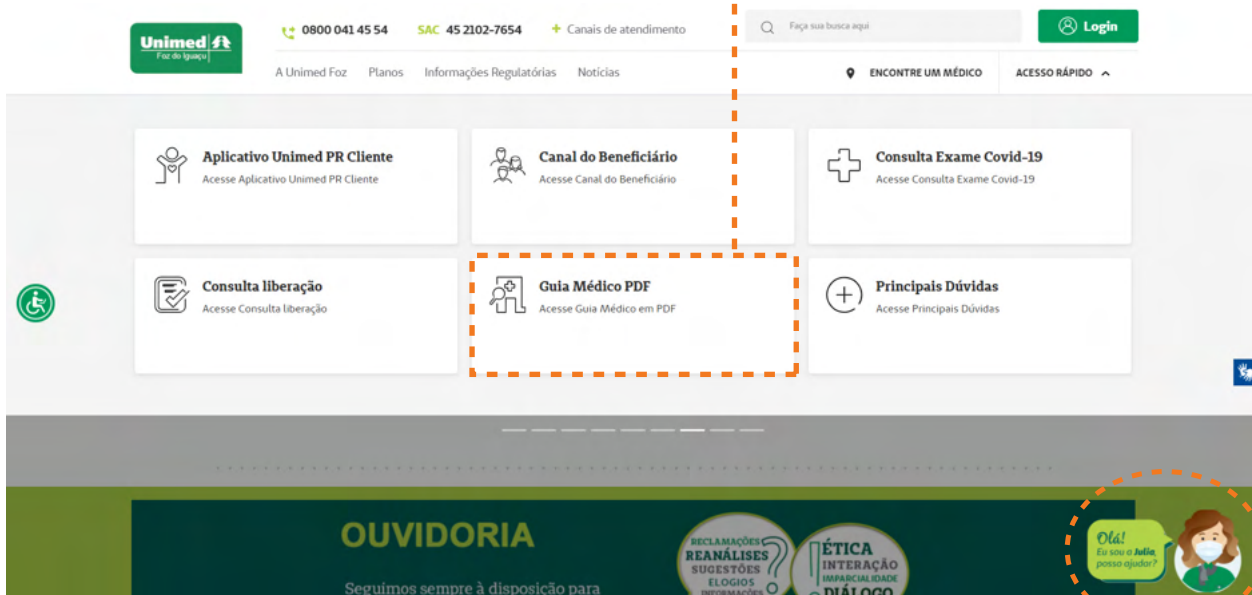 Unimed
Foz do Iguaçu
0800 041 45 54
SAC 45 2102-7654
+ Canais de atendimento
Faça sua busca aqui
Login
A Unimed Foz
Planos
Informações Regulatórias
Notícias
ENCONTRE UM MÉDICO
ACESSO RÁPIDO
Aplicativo Unimed PR Cliente
Acesse Aplicativo Unimed PR Cliente
Canal do Beneficiário
Acesse Canal do Beneficiário
Consulta Exame Covid-19
Acesse Consulta Exame Covid-19
Consulta liberação
Acesse Consulta liberação
Guia Médico PDF
Acesse Guia Médico em PDF
Principais Dúvidas
Acesse Principais Dúvidas
OUVIDORIA
Seguimos sempre à disposição para
RECLAMAÇÕES
REANÁLISES
SUGESTÕES
ELOGIOS
INFORMAÇÕES
ÉTICA
INTERAÇÃO
IMPARCIALIDADE
DIÁLOGO
Olá!
Eu sou a Julia,
posso ajudar?